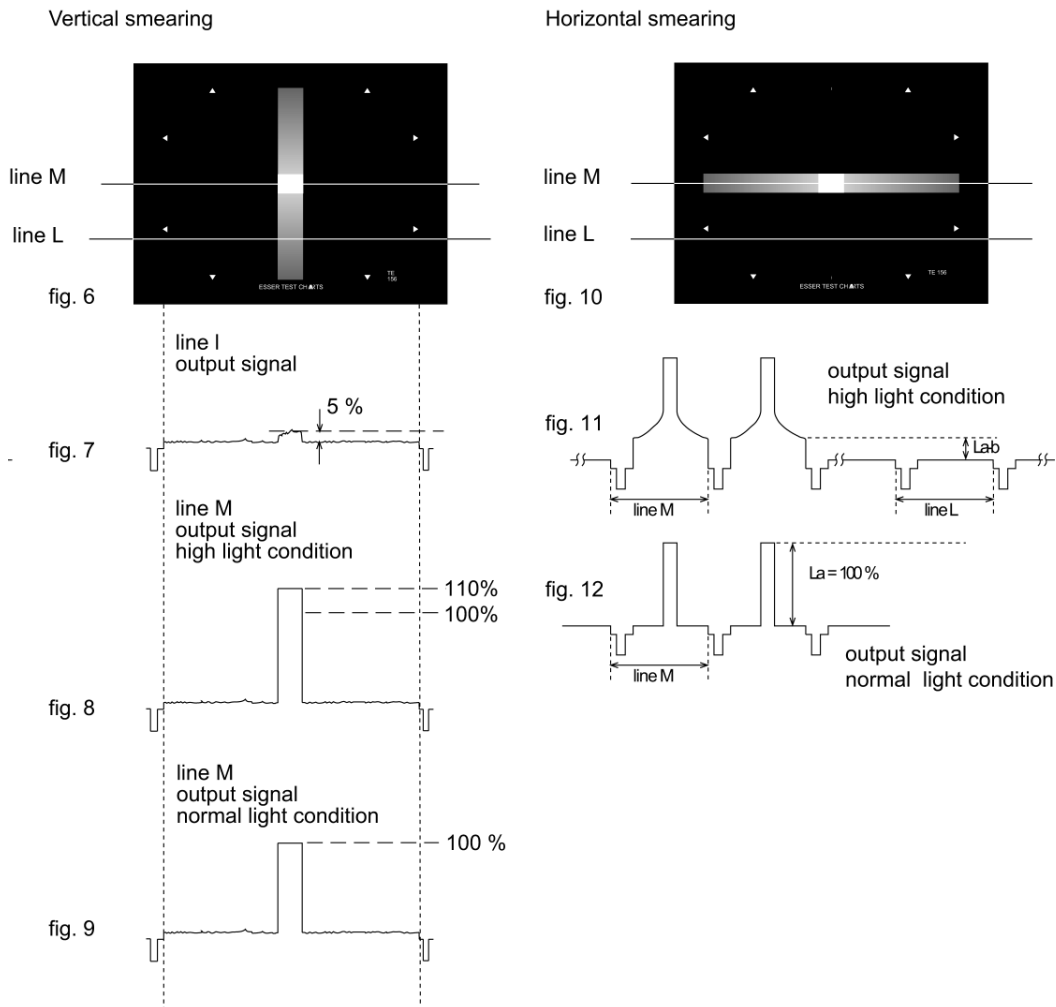 Vertical smearing
line M
line L
TE
156
ESSER TEST CHARTS
fig. 6
line l
output signal
5 %
fig. 7
line M
output signal
high light condition
110%
100%
fig. 8
line M
output signal
normal light condition
100 %
fig. 9
Horizontal smearing
line M
line L
TE 156
ESSER TEST CHARTS
fig. 10
output signal
high light condition
fig. 11
La-b
line M
line L
La = 100 %
fig. 12
line M
output signal
normal light condition